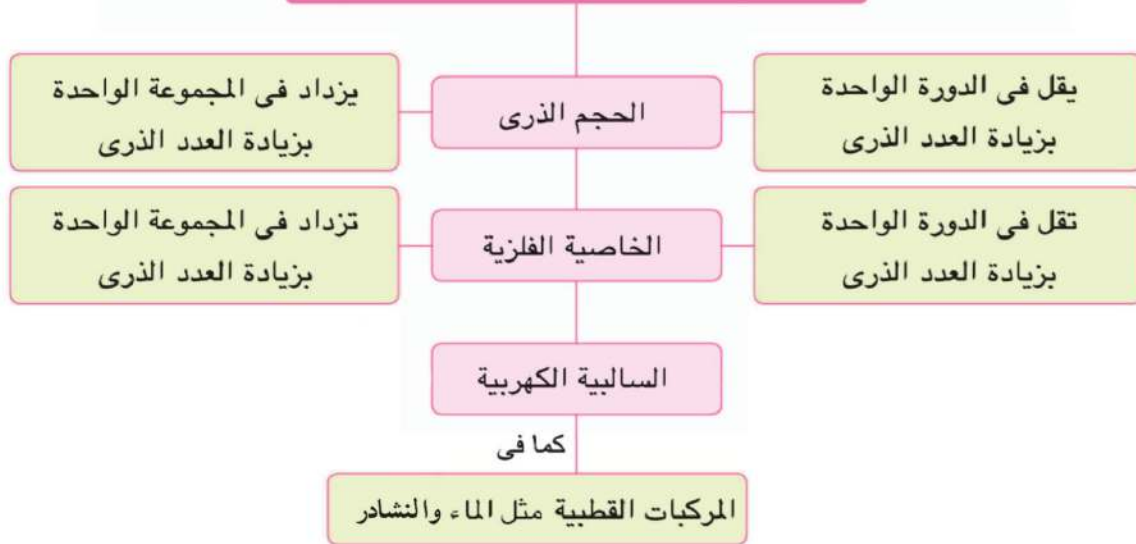 يقل فى الدورة الواحدة
بزيادة العدد الذرى
الحجم الذرى
يزداد فى المجموعة الواحدة
بزيادة العدد الذرى
تقل فى الدورة الواحدة
بزيادة العدد الذرى
الخاصية الفلزية
تزداد فى المجموعة الواحدة
بزيادة العدد الذرى
السالبية الكهربية
كما فى
المركبات القطبية مثل الماء والنشادر